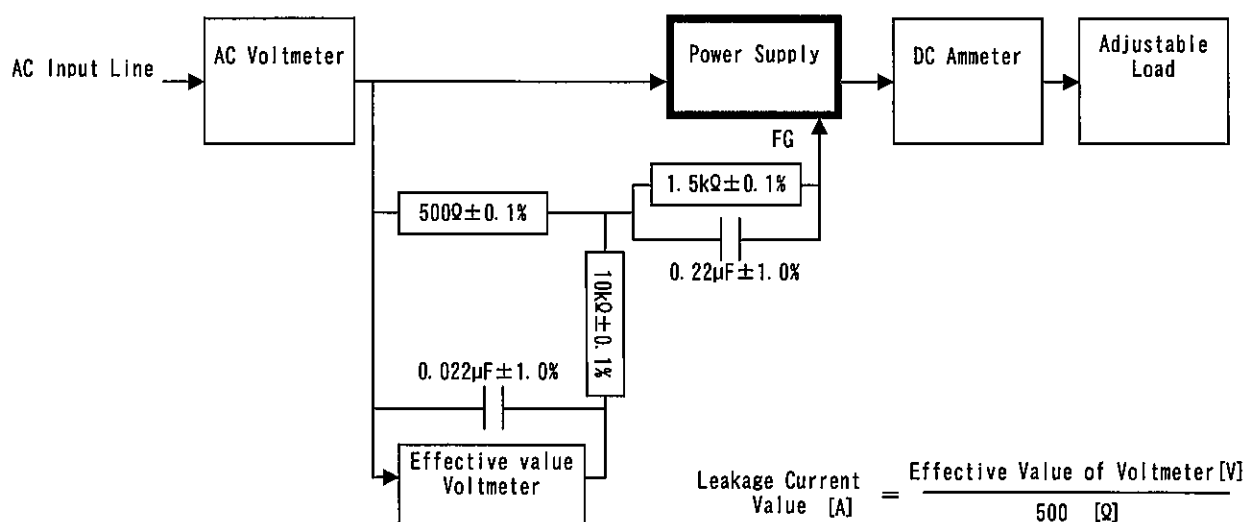 AC Input Line
AC Voltmeter
Power Supply
DC Ammeter
Adjustable
Load
FG
1.5kΩ±0.1%
500Ω±0.1%
0.22µF±1.0%
10kΩ±0.1%
0.022µF±1.0%
Effective value
Voltmeter
Leakage Current
Value [A]
=
Effective Value of Voltmeter[V]
500 [Ω]